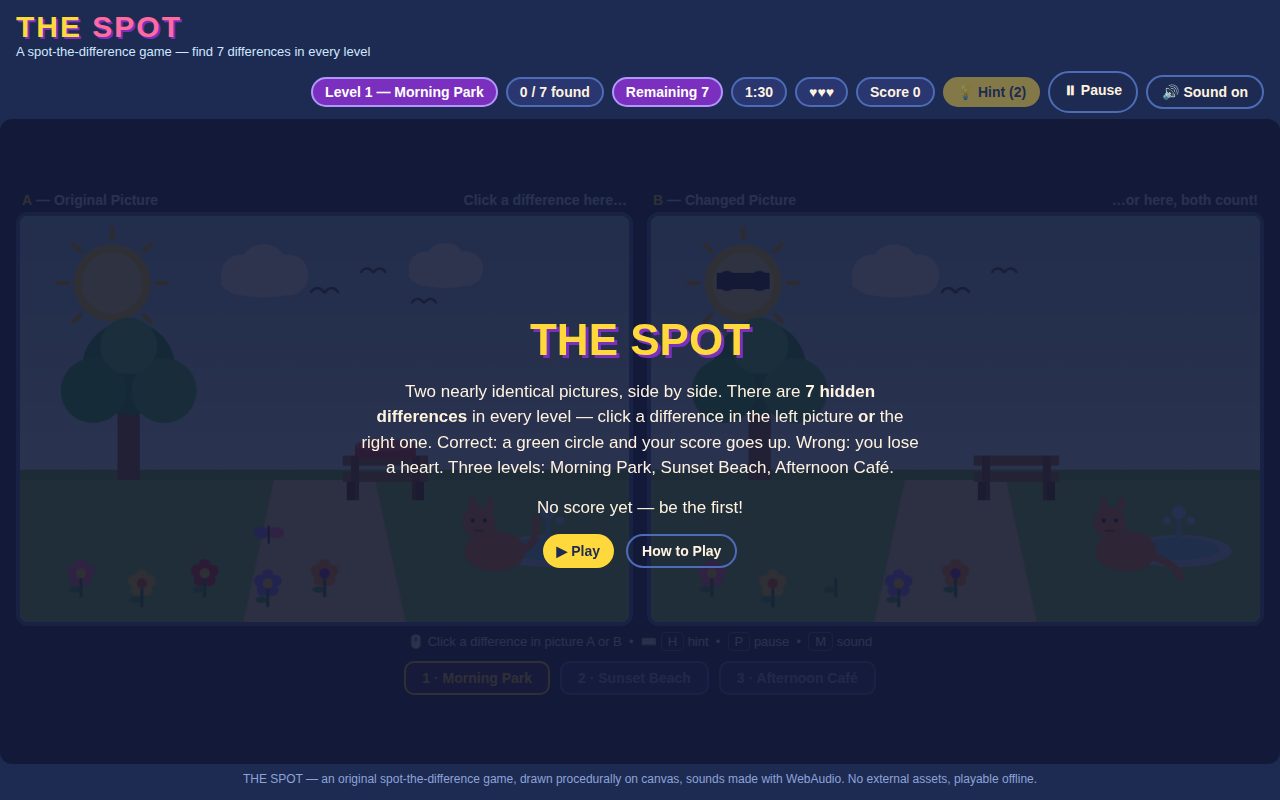 THE SPOT
A spot-the-difference game — find 7 differences in every level
Level 1 — Morning Park
0 / 7 found
Remaining 7
1:30
♥♥♥
Score 0
💡 Hint (2)
⏸ Pause
🔊 Sound on
A — Original Picture
Click a difference here…
B — Changed Picture
…or here, both count!
THE SPOT
Two nearly identical pictures, side by side. There are 7 hidden
differences in every level — click a difference in the left picture or the
right one. Correct: a green circle and your score goes up. Wrong: you lose
a heart. Three levels: Morning Park, Sunset Beach, Afternoon Café.
No score yet — be the first!
▶ Play
How to Play
🖱 Click a difference in picture A or B • ⌨ H hint • P pause • M sound
1 · Morning Park
2 · Sunset Beach
3 · Afternoon Café
THE SPOT — an original spot-the-difference game, drawn procedurally on canvas, sounds made with WebAudio. No external assets, playable offline.